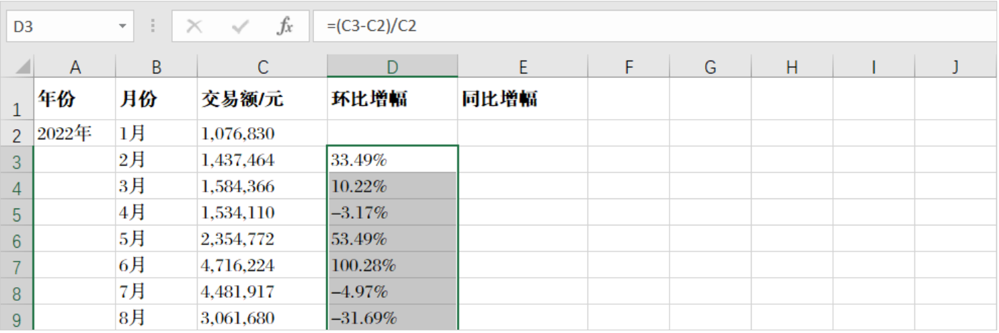 D3 fx =(C3-C2)/C2
A B C D E F G H I J
1 年份 月份 交易额/元 环比增幅 同比增幅
2 2022年 1月 1,076,830
3 2月 1,437,464 33.49%
4 3月 1,584,366 10.22%
5 4月 1,534,110 –3.17%
6 5月 2,354,772 53.49%
7 6月 4,716,224 100.28%
8 7月 4,481,917 –4.97%
9 8月 3,061,680 –31.69%